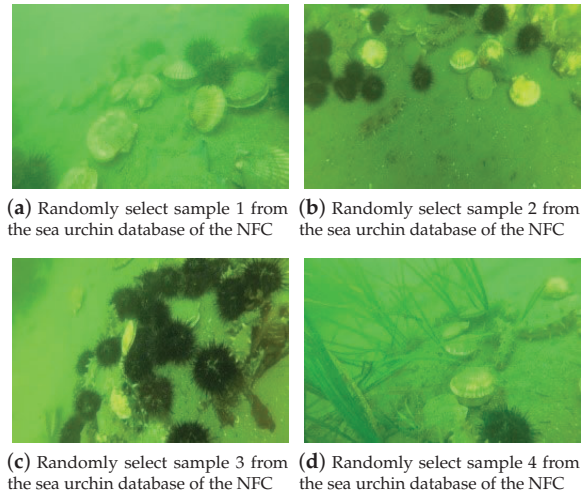 (a) Randomly select sample 1 from
the sea urchin database of the NFC
(b) Randomly select sample 2 from
the sea urchin database of the NFC
(c) Randomly select sample 3 from
the sea urchin database of the NFC
(d) Randomly select sample 4 from
the sea urchin database of the NFC